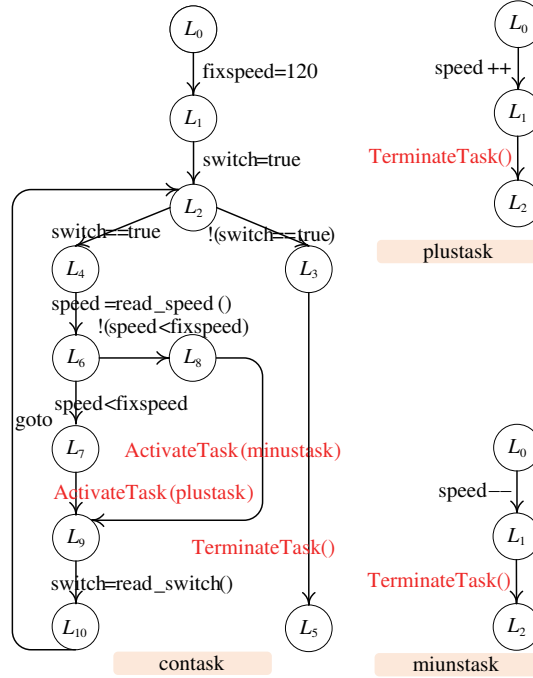 L0
fixspeed=120
L1
switch=true
L2
switch==true
!(switch==true)
L4
L3
speed=read_speed()
!(speed<fixspeed)
L6
L8
speed<fixspeed
goto
L7
ActivateTask(minustask)
ActivateTask(plustask)
L9
TerminateTask()
switch=read_switch()
L10
L5
contask
L0
speed++
L1
TerminateTask()
L2
plustask
L0
speed--
L1
TerminateTask()
L2
miunstask